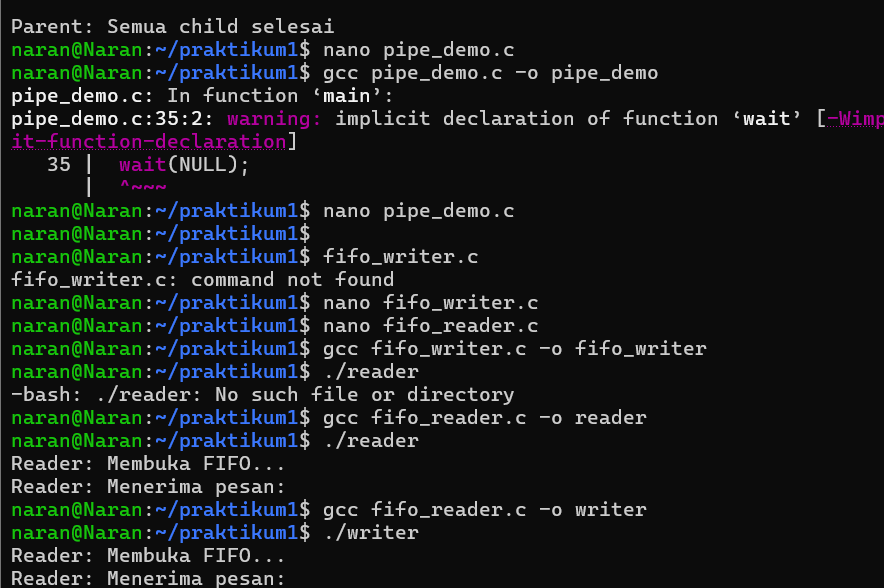 Parent: Semua child selesai
naran@Naran:~/praktikum1$ nano pipe_demo.c
naran@Naran:~/praktikum1$ gcc pipe_demo.c -o pipe_demo
pipe_demo.c: In function ‘main’:
pipe_demo.c:35:2: warning: implicit declaration of function ‘wait’ [-Wimp
it-function-declaration]
   35 |  wait(NULL);
      |  ^~~~
naran@Naran:~/praktikum1$ nano pipe_demo.c
naran@Naran:~/praktikum1$
naran@Naran:~/praktikum1$ fifo_writer.c
fifo_writer.c: command not found
naran@Naran:~/praktikum1$ nano fifo_writer.c
naran@Naran:~/praktikum1$ nano fifo_reader.c
naran@Naran:~/praktikum1$ gcc fifo_writer.c -o fifo_writer
naran@Naran:~/praktikum1$ ./reader
-bash: ./reader: No such file or directory
naran@Naran:~/praktikum1$ gcc fifo_reader.c -o reader
naran@Naran:~/praktikum1$ ./reader
Reader: Membuka FIFO...
Reader: Menerima pesan:
naran@Naran:~/praktikum1$ gcc fifo_reader.c -o writer
naran@Naran:~/praktikum1$ ./writer
Reader: Membuka FIFO...
Reader: Menerima pesan: